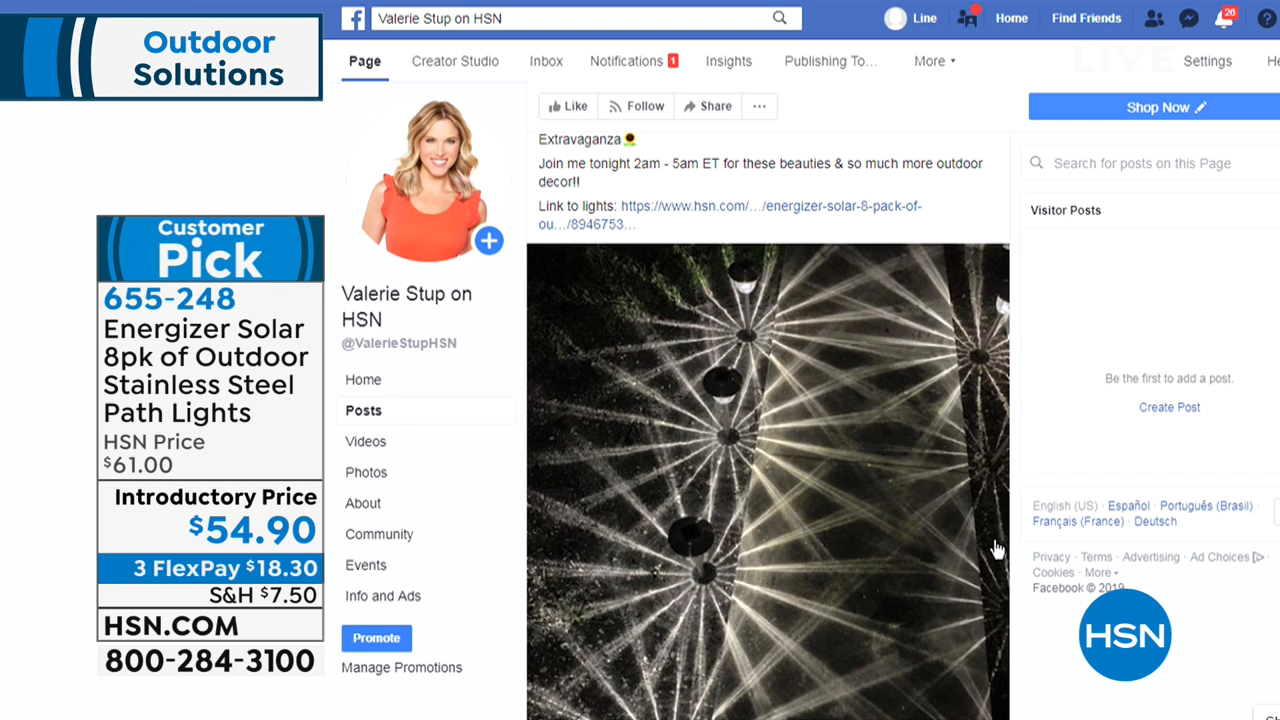 Outdoor
Solutions
Valerie Stup on HSN
Line
Home
Find Friends
26
Page
Creator Studio
Inbox
Notifications 1
Insights
Publishing To...
More
LIVE
Settings
Like
Follow
Share
Shop Now
Extravaganza
Join me tonight 2am - 5am ET for these beauties & so much more outdoor
decor!!
Link to lights: https://www.hsn.com/.../energizer-solar-8-pack-of-
ou.../8946753...
Search for posts on this Page
Visitor Posts
Be the first to add a post.
Create Post
English (US) · Español · Português (Brasil) ·
Français (France) · Deutsch
Privacy · Terms · Advertising · Ad Choices ·
Cookies · More
Facebook © 2019
HSN
Valerie Stup on
HSN
@ValerieStupHSN
Home
Posts
Videos
Photos
About
Community
Events
Info and Ads
Promote
Manage Promotions
Customer
Pick
655-248
Energizer Solar
8pk of Outdoor
Stainless Steel
Path Lights
HSN Price
$61.00
Introductory Price
$54.90
3 FlexPay $18.30
S&H $7.50
HSN.COM
800-284-3100